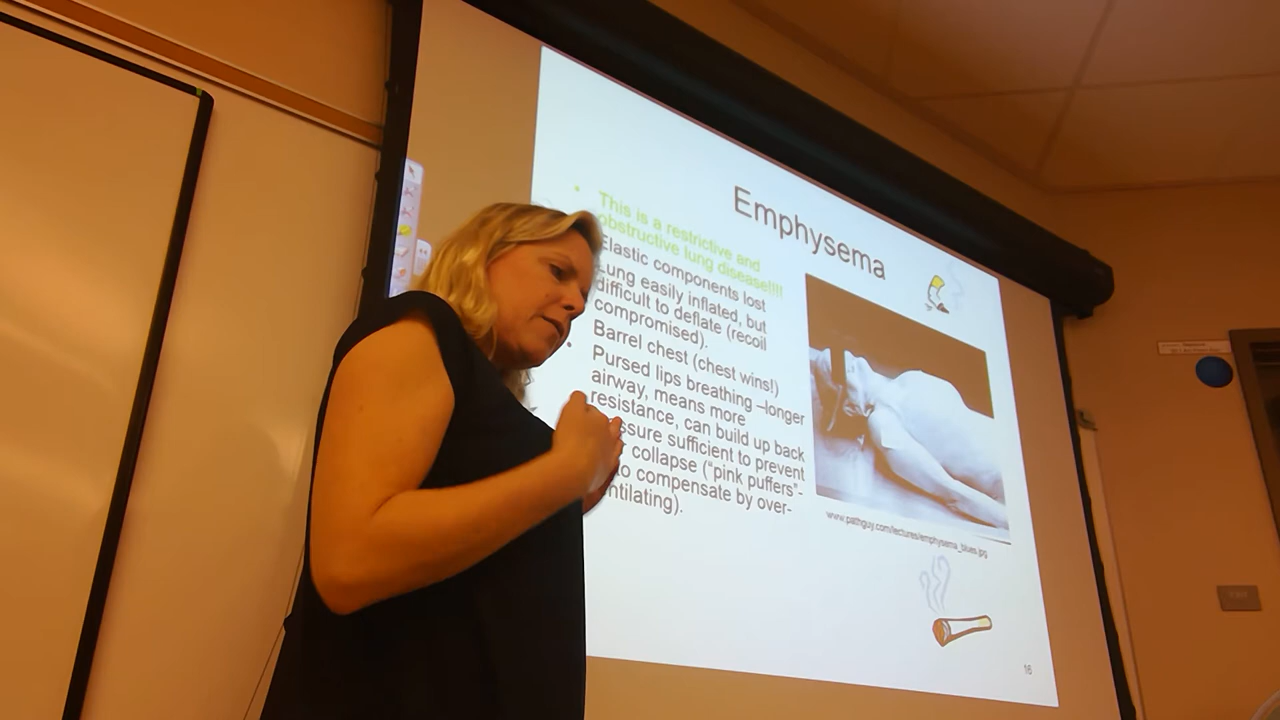 Emphysema
This is a restrictive and
obstructive lung disease!!!!
Elastic components lost
Lung easily inflated, but
difficult to deflate (recoil
compromised).
Barrel chest (chest wins!)
Pursed lips breathing –longer
airway, means more
resistance, can build up back
ssure sufficient to prevent
collapse ("pink puffers"-
to compensate by over-
ntilating).
www.pathguy.com/lectures/emphysema_blues.jpg
16